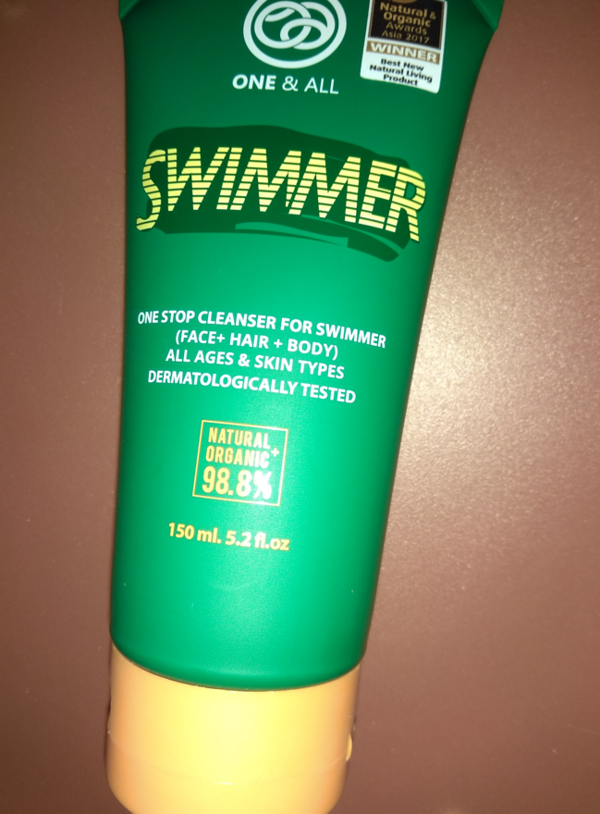 ONE & ALL
Natural &
Organic
Awards
Asia 2017
WINNER
Best New
Natural Living
Product
SWIMMER
ONE STOP CLEANSER FOR SWIMMER
(FACE+ HAIR + BODY)
ALL AGES & SKIN TYPES
DERMATOLOGICALLY TESTED
NATURAL
ORGANIC+
98.8%
150 ml. 5.2 fl.oz